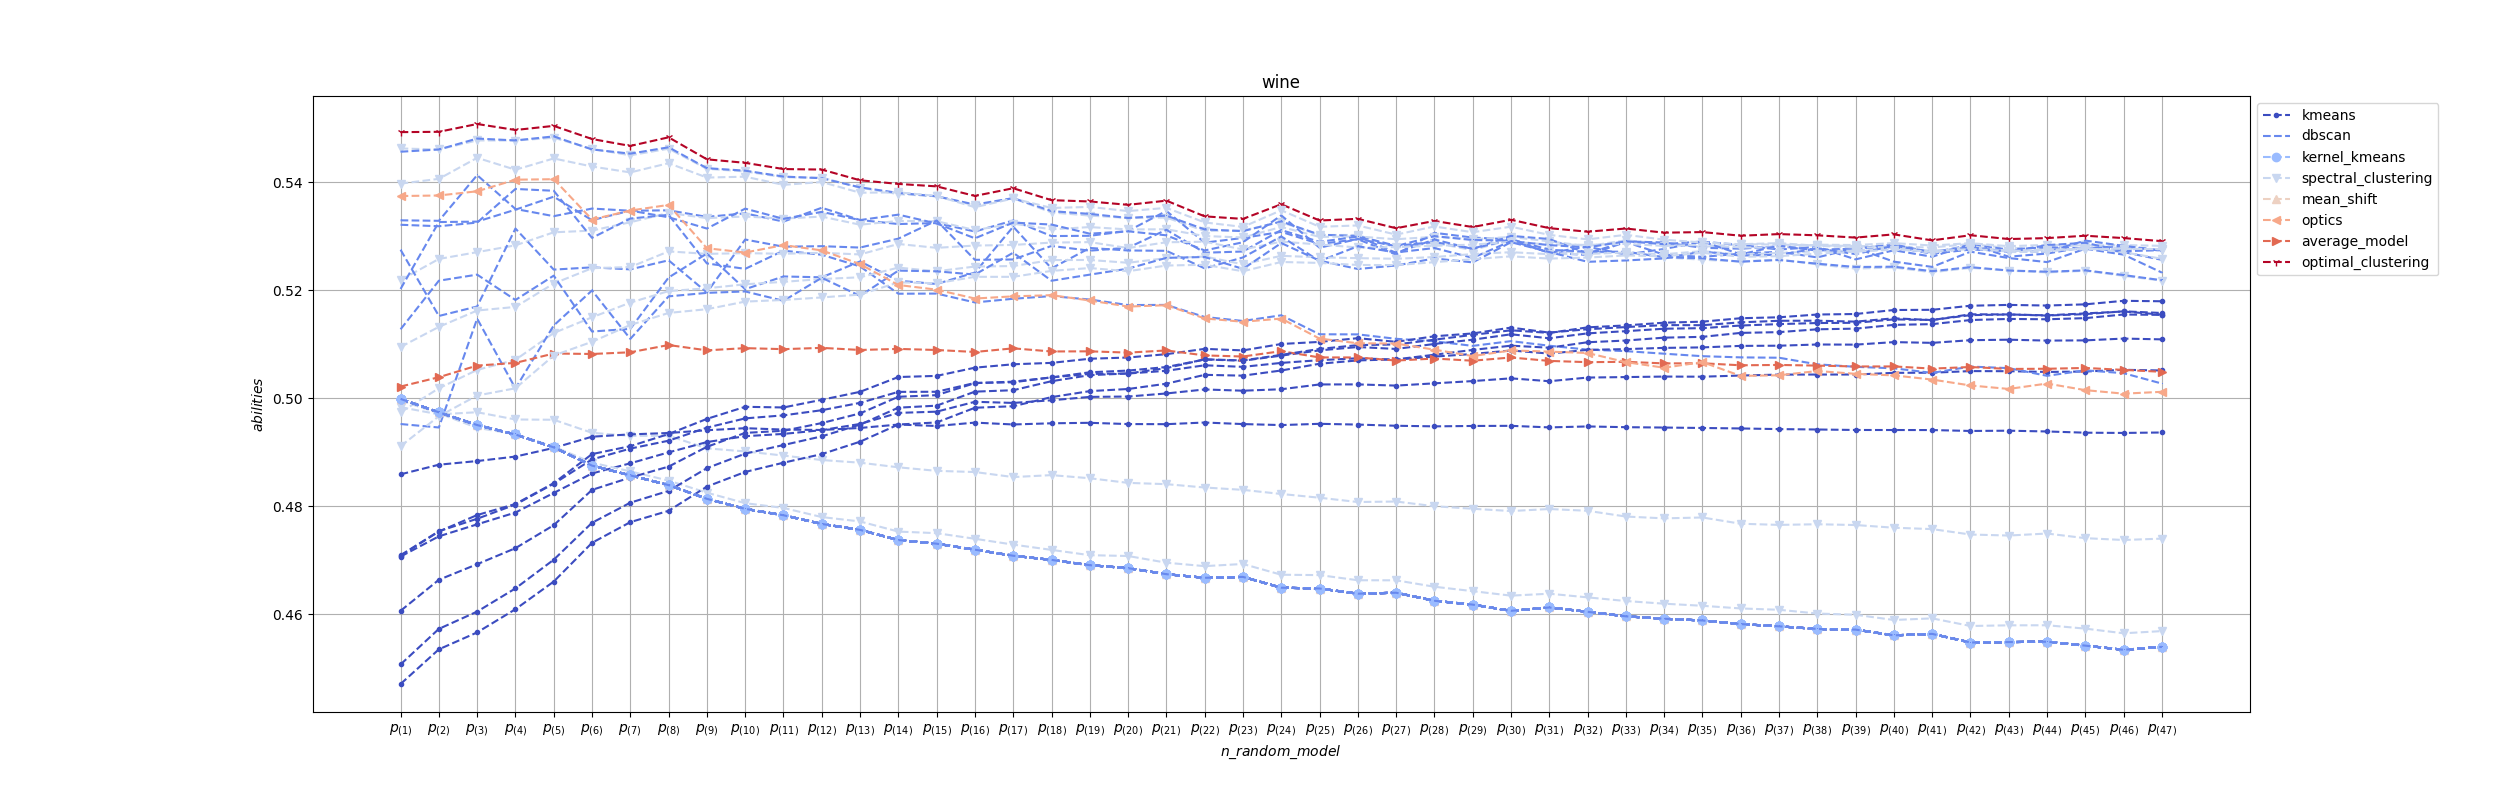 wine
0.54
0.52
0.50
0.48
0.46
abilities
p(1) p(2) p(3) p(4) p(5) p(6) p(7) p(8) p(9) p(10) p(11) p(12) p(13) p(14) p(15) p(16) p(17) p(18) p(19) p(20) p(21) p(22) p(23) p(24) p(25) p(26) p(27) p(28) p(29) p(30) p(31) p(32) p(33) p(34) p(35) p(36) p(37) p(38) p(39) p(40) p(41) p(42) p(43) p(44) p(45) p(46) p(47)
n_random_model
kmeans
dbscan
kernel_kmeans
spectral_clustering
mean_shift
optics
average_model
optimal_clustering